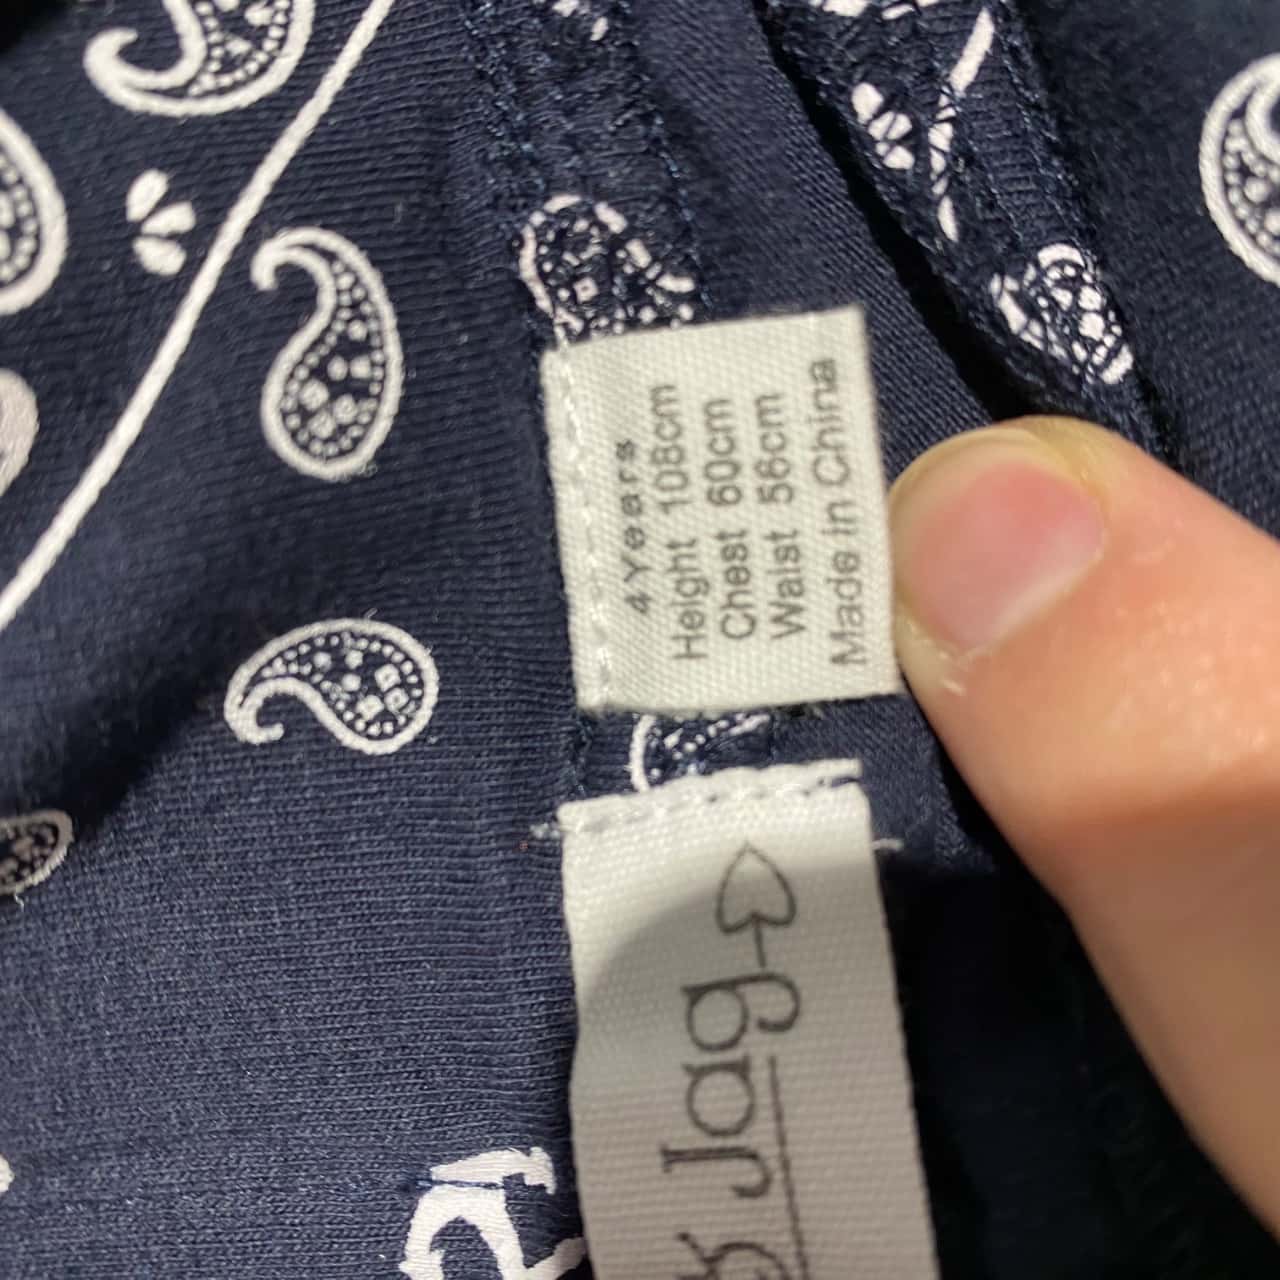 4 Years
Height 108cm
Chest 60cm
Waist 56cm
Made in China
Jag